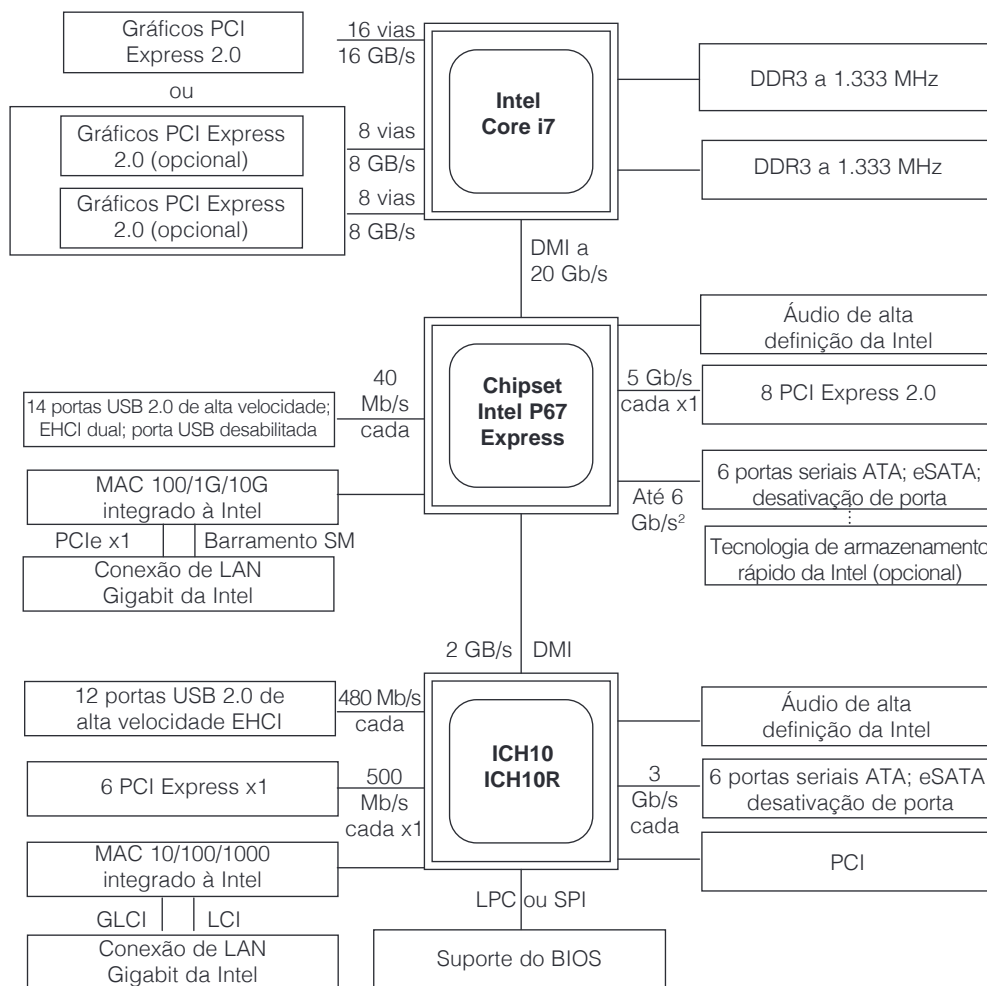 Gráficos PCI
Express 2.0
16 vias
16 GB/s
ou
Gráficos PCI Express
2.0 (opcional)
8 vias
8 GB/s
Gráficos PCI Express
2.0 (opcional)
8 vias
8 GB/s
Intel
Core i7
DDR3 a 1.333 MHz
DDR3 a 1.333 MHz
DMI a
20 Gb/s
14 portas USB 2.0 de alta velocidade;
EHCI dual; porta USB desabilitada
40
Mb/s
cada
MAC 100/1G/10G
integrado à Intel
PCIe x1
Barramento SM
Conexão de LAN
Gigabit da Intel
Chipset
Intel P67
Express
Áudio de alta
definição da Intel
5 Gb/s
cada x1
8 PCI Express 2.0
Até 6
Gb/s²
6 portas seriais ATA; eSATA;
desativação de porta
Tecnologia de armazenamento
rápido da Intel (opcional)
2 GB/s
DMI
12 portas USB 2.0 de
alta velocidade EHCI
480 Mb/s
cada
6 PCI Express x1
500
Mb/s
cada x1
MAC 10/100/1000
integrado à Intel
GLCI
LCI
Conexão de LAN
Gigabit da Intel
ICH10
ICH10R
Áudio de alta
definição da Intel
3
Gb/s
cada
6 portas seriais ATA; eSATA
desativação de porta
PCI
LPC ou SPI
Suporte do BIOS